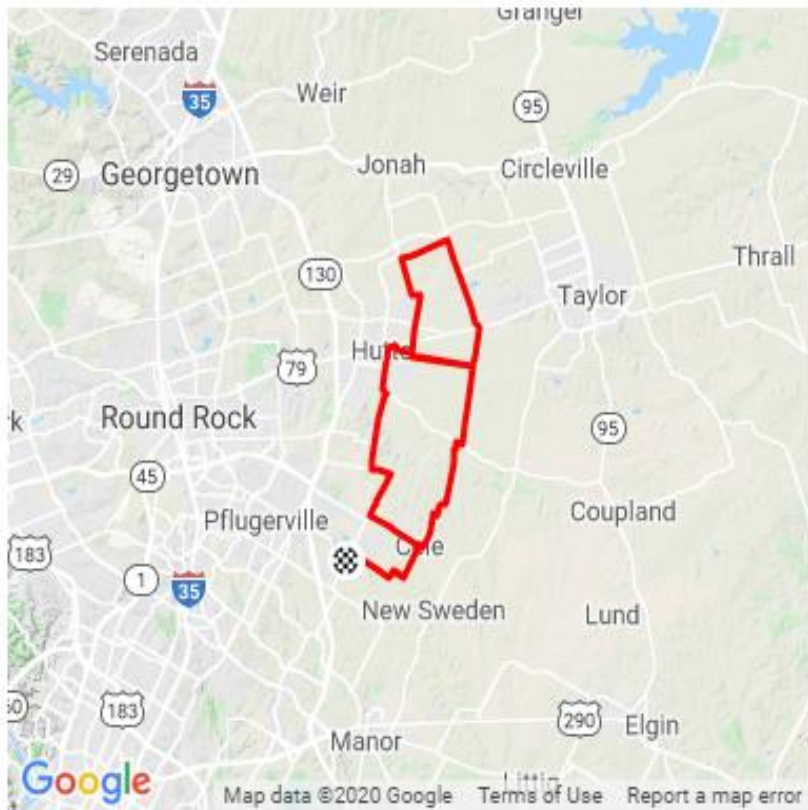 Granger
Serenada
35
Weir
95
29
Georgetown
Jonah
Circleville
130
Thrall
Taylor
Hutto
79
Round Rock
95
45
Pflugerville
Coupland
183
1
35
New Sweden
Lund
183
290
Elgin
Manor
Google
Map data ©2020 Google Terms of Use Report a map error